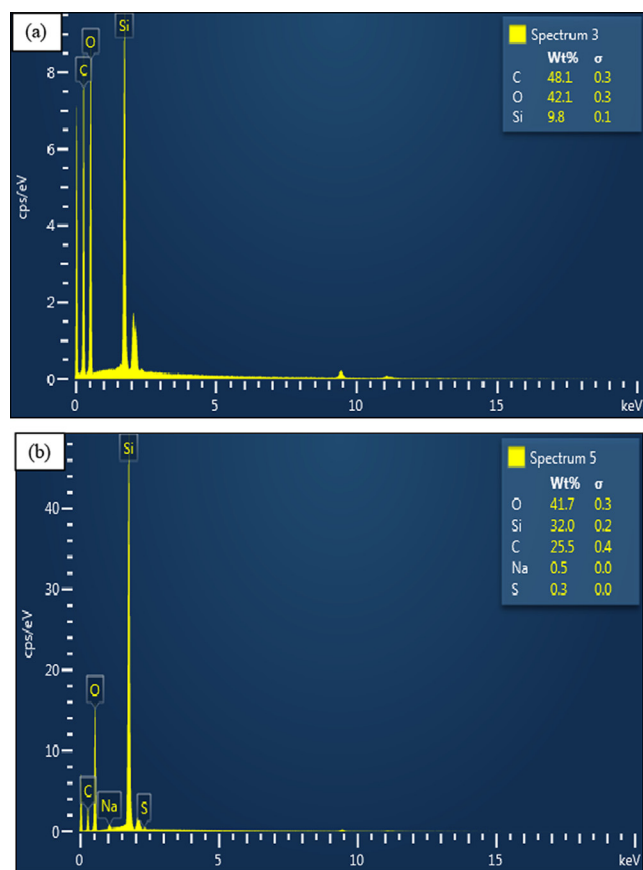 (a)
Si
O
C
Spectrum 3
Wt% σ
C 48.1 0.3
O 42.1 0.3
Si 9.8 0.1
8
6
4
2
0
cps/eV
0 5 10 15 keV
(b)
Si
O
C
Na
S
Spectrum 5
Wt% σ
O 41.7 0.3
Si 32.0 0.2
C 25.5 0.4
Na 0.5 0.0
S 0.3 0.0
40
30
20
10
0
cps/eV
0 5 10 15 keV